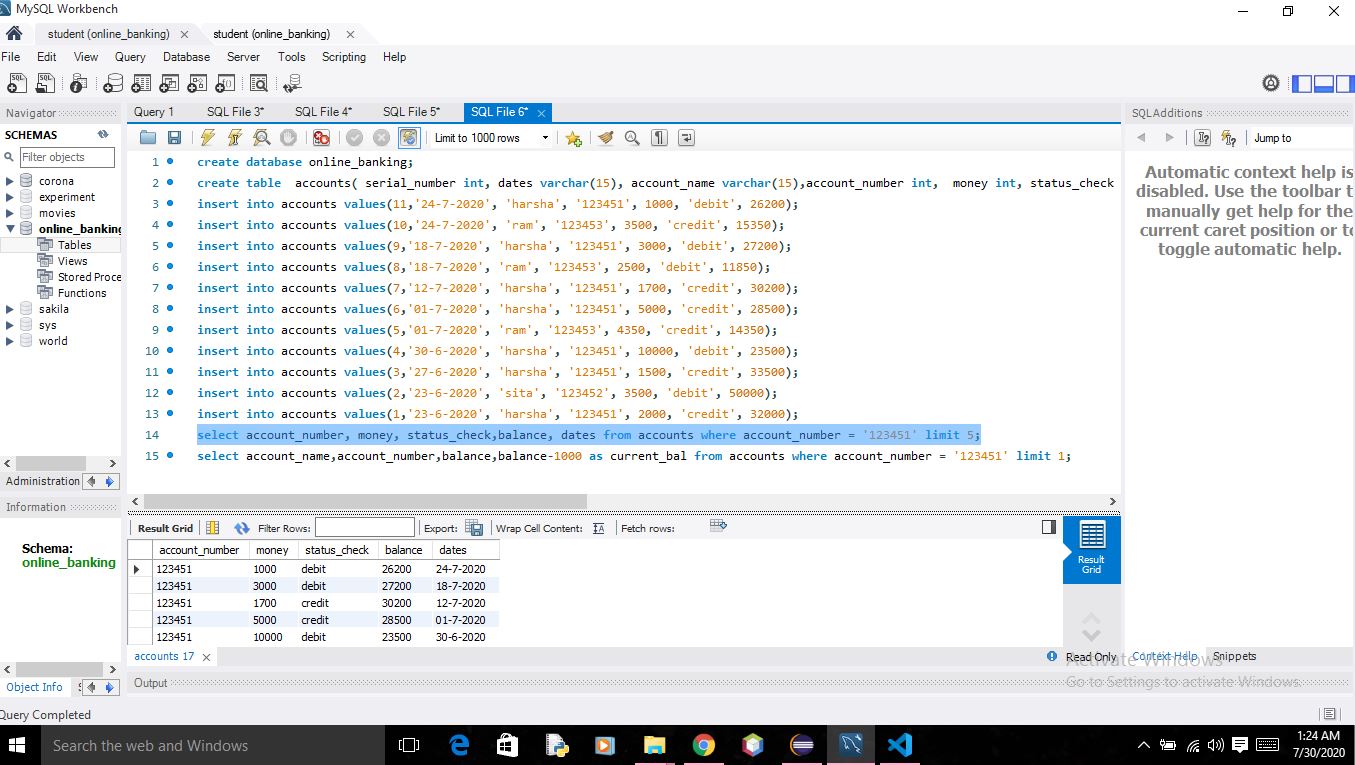 MySQL Workbench
student (online_banking) student (online_banking)
File Edit View Query Database Server Tools Scripting Help
Navigator
SCHEMAS
Filter objects
corona
experiment
movies
online_banking
Tables
Views
Stored Proce
Functions
sakila
sys
world
Administration
Information
Schema:
online_banking
Object Info S
Query Completed
Query 1 SQL File 3* SQL File 4* SQL File 5* SQL File 6*
Limit to 1000 rows
1 create database online_banking;
2 create table accounts( serial_number int, dates varchar(15), account_name varchar(15),account_number int, money int, status_check
3 insert into accounts values(11,'24-7-2020', 'harsha', '123451', 1000, 'debit', 26200);
4 insert into accounts values(10,'24-7-2020', 'ram', '123453', 3500, 'credit', 15350);
5 insert into accounts values(9,'18-7-2020', 'harsha', '123451', 3000, 'debit', 27200);
6 insert into accounts values(8,'18-7-2020', 'ram', '123453', 2500, 'debit', 11850);
7 insert into accounts values(7,'12-7-2020', 'harsha', '123451', 1700, 'credit', 30200);
8 insert into accounts values(6,'01-7-2020', 'harsha', '123451', 5000, 'credit', 28500);
9 insert into accounts values(5,'01-7-2020', 'ram', '123453', 4350, 'credit', 14350);
10 insert into accounts values(4,'30-6-2020', 'harsha', '123451', 10000, 'debit', 23500);
11 insert into accounts values(3,'27-6-2020', 'harsha', '123451', 1500, 'credit', 33500);
12 insert into accounts values(2,'23-6-2020', 'sita', '123452', 3500, 'debit', 50000);
13 insert into accounts values(1,'23-6-2020', 'harsha', '123451', 2000, 'credit', 32000);
14 select account_number, money, status_check,balance, dates from accounts where account_number = '123451' limit 5;
15 select account_name,account_number,balance,balance-1000 as current_bal from accounts where account_number = '123451' limit 1;
Result Grid Filter Rows: Export: Wrap Cell Content: Fetch rows:
account_number money status_check balance dates
123451 1000 debit 26200 24-7-2020
123451 3000 debit 27200 18-7-2020
123451 1700 credit 30200 12-7-2020
123451 5000 credit 28500 01-7-2020
123451 10000 debit 23500 30-6-2020
Result
Grid
accounts 17
Read Only
Output
SQLAdditions
Jump to
Automatic context help is
disabled. Use the toolbar t
manually get help for the
current caret position or to
toggle automatic help.
Context Help Snippets
Activate Windows
Go to Settings to activate Windows.
Search the web and Windows
1:24 AM
7/30/2020